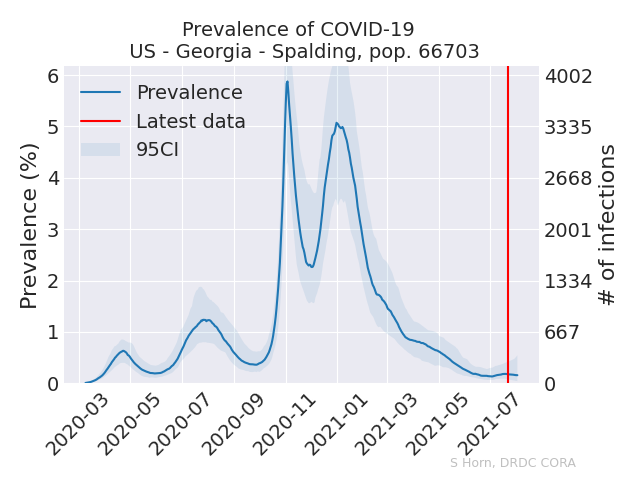 Prevalence of COVID-19
US - Georgia - Spalding, pop. 66703
Prevalence
Latest data
95CI
Prevalence (%)
6
5
4
3
2
1
0
4002
3335
2668
2001
1334
667
0
# of infections
2020-03
2020-05
2020-07
2020-09
2020-11
2021-01
2021-03
2021-05
2021-07
S Horn, DRDC CORA